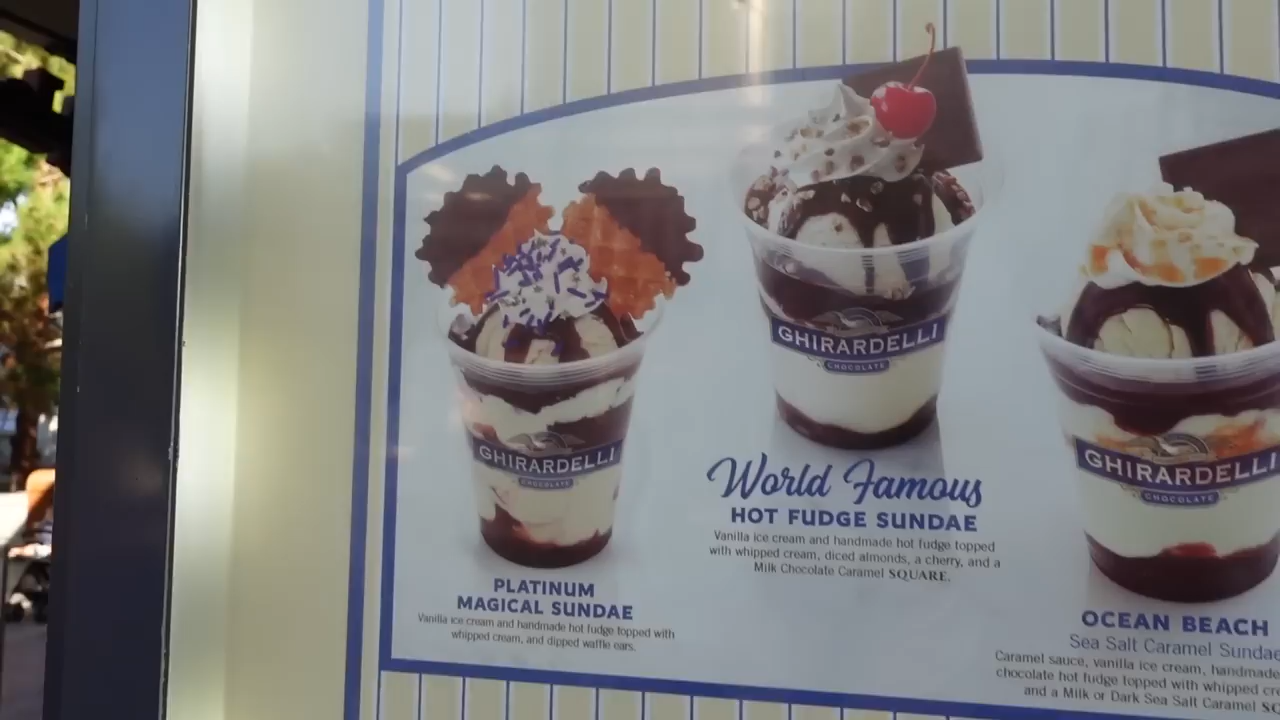 GHIRARDELLI
CHOCOLATE
PLATINUM
MAGICAL SUNDAE
Vanilla ice cream and handmade hot fudge topped with
whipped cream, and dipped waffle ears.
GHIRARDELLI
CHOCOLATE
World Famous
HOT FUDGE SUNDAE
Vanilla ice cream and handmade hot fudge topped
with whipped cream, diced almonds, a cherry, and a
Milk Chocolate Caramel SQUARE.
GHIRARDELLI
CHOCOLATE
OCEAN BEACH
Sea Salt Caramel Sundae
Caramel sauce, vanilla ice cream, handmade
chocolate hot fudge topped with whipped
and a Milk or Dark Sea Salt Caramel